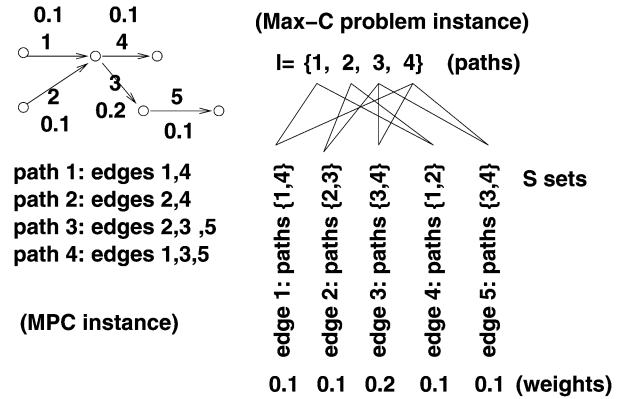 0.1 0.1
1 4
2 3
0.1 0.2 5
0.1
path 1: edges 1,4
path 2: edges 2,4
path 3: edges 2,3 ,5
path 4: edges 1,3,5
(MPC instance)
(Max−C problem instance)
I= {1, 2, 3, 4} (paths)
edge 1: paths {1,4}
edge 2: paths {2,3}
edge 3: paths {3,4}
edge 4: paths {1,2}
edge 5: paths {3,4}
S sets
0.1 0.1 0.2 0.1 0.1 (weights)